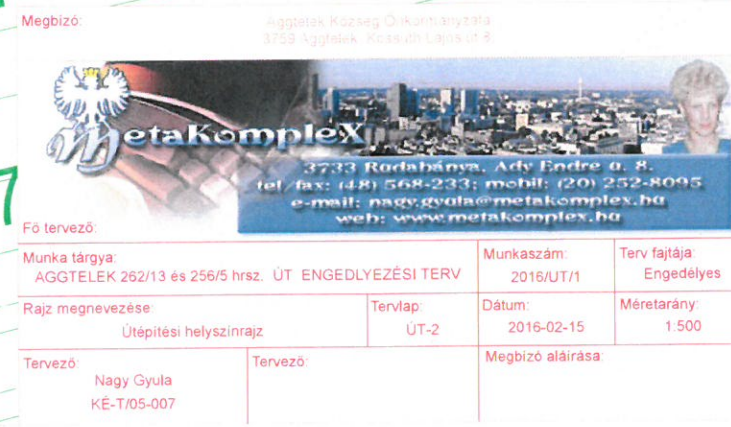 Megbízó:
Aggtelek Község Önkormányzata
3759 Aggtelek, Kossuth Lajos út 8.
MetaKompleX
3733 Rudabánya, Ady Endre u. 8.
tel/fax: (48) 568-233; mobil: (20) 252-8095
e-mail: nagy.gyula@metakomplex.hu
web: www.metakomplex.hu
Fő tervező:
Munka tárgya:
AGGTELEK 262/13 és 256/5 hrsz. ÚT ENGEDLYEZÉSI TERV
Munkaszám:
2016/UT/1
Terv fajtája:
Engedélyes
Rajz megnevezése:
Útépítési helyszínrajz
Tervlap:
ÚT-2
Dátum:
2016-02-15
Méretarány:
1:500
Tervező:
Nagy Gyula
KÉ-T/05-007
Tervező:
Megbízó aláírása: